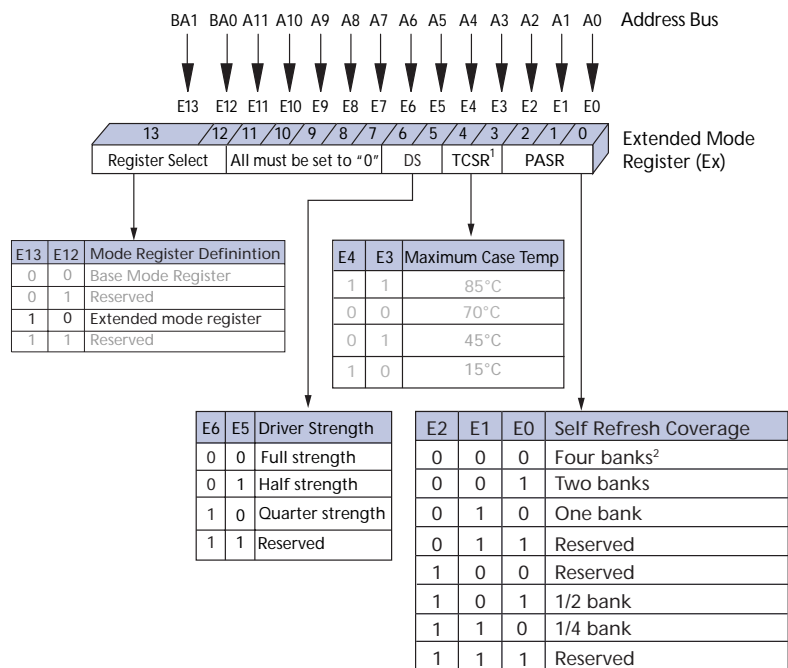 BA1 BA0 A11 A10 A9 A8 A7 A6 A5 A4 A3 A2 A1 A0 Address Bus
E13 E12 E11 E10 E9 E8 E7 E6 E5 E4 E3 E2 E1 E0
13 12 11 10 9 8 7 6 5 4 3 2 1 0
Extended Mode
Register (Ex)
Register Select All must be set to "0" DS TCSR1 PASR
E13 E12 Mode Register Definintion
0 0 Base Mode Register
0 1 Reserved
1 0 Extended mode register
1 1 Reserved
E4 E3 Maximum Case Temp
1 1 85°C
0 0 70°C
0 1 45°C
1 0 15°C
E6 E5 Driver Strength
0 0 Full strength
0 1 Half strength
1 0 Quarter strength
1 1 Reserved
E2 E1 E0 Self Refresh Coverage
0 0 0 Four banks2
0 0 1 Two banks
0 1 0 One bank
0 1 1 Reserved
1 0 0 Reserved
1 0 1 1/2 bank
1 1 0 1/4 bank
1 1 1 Reserved